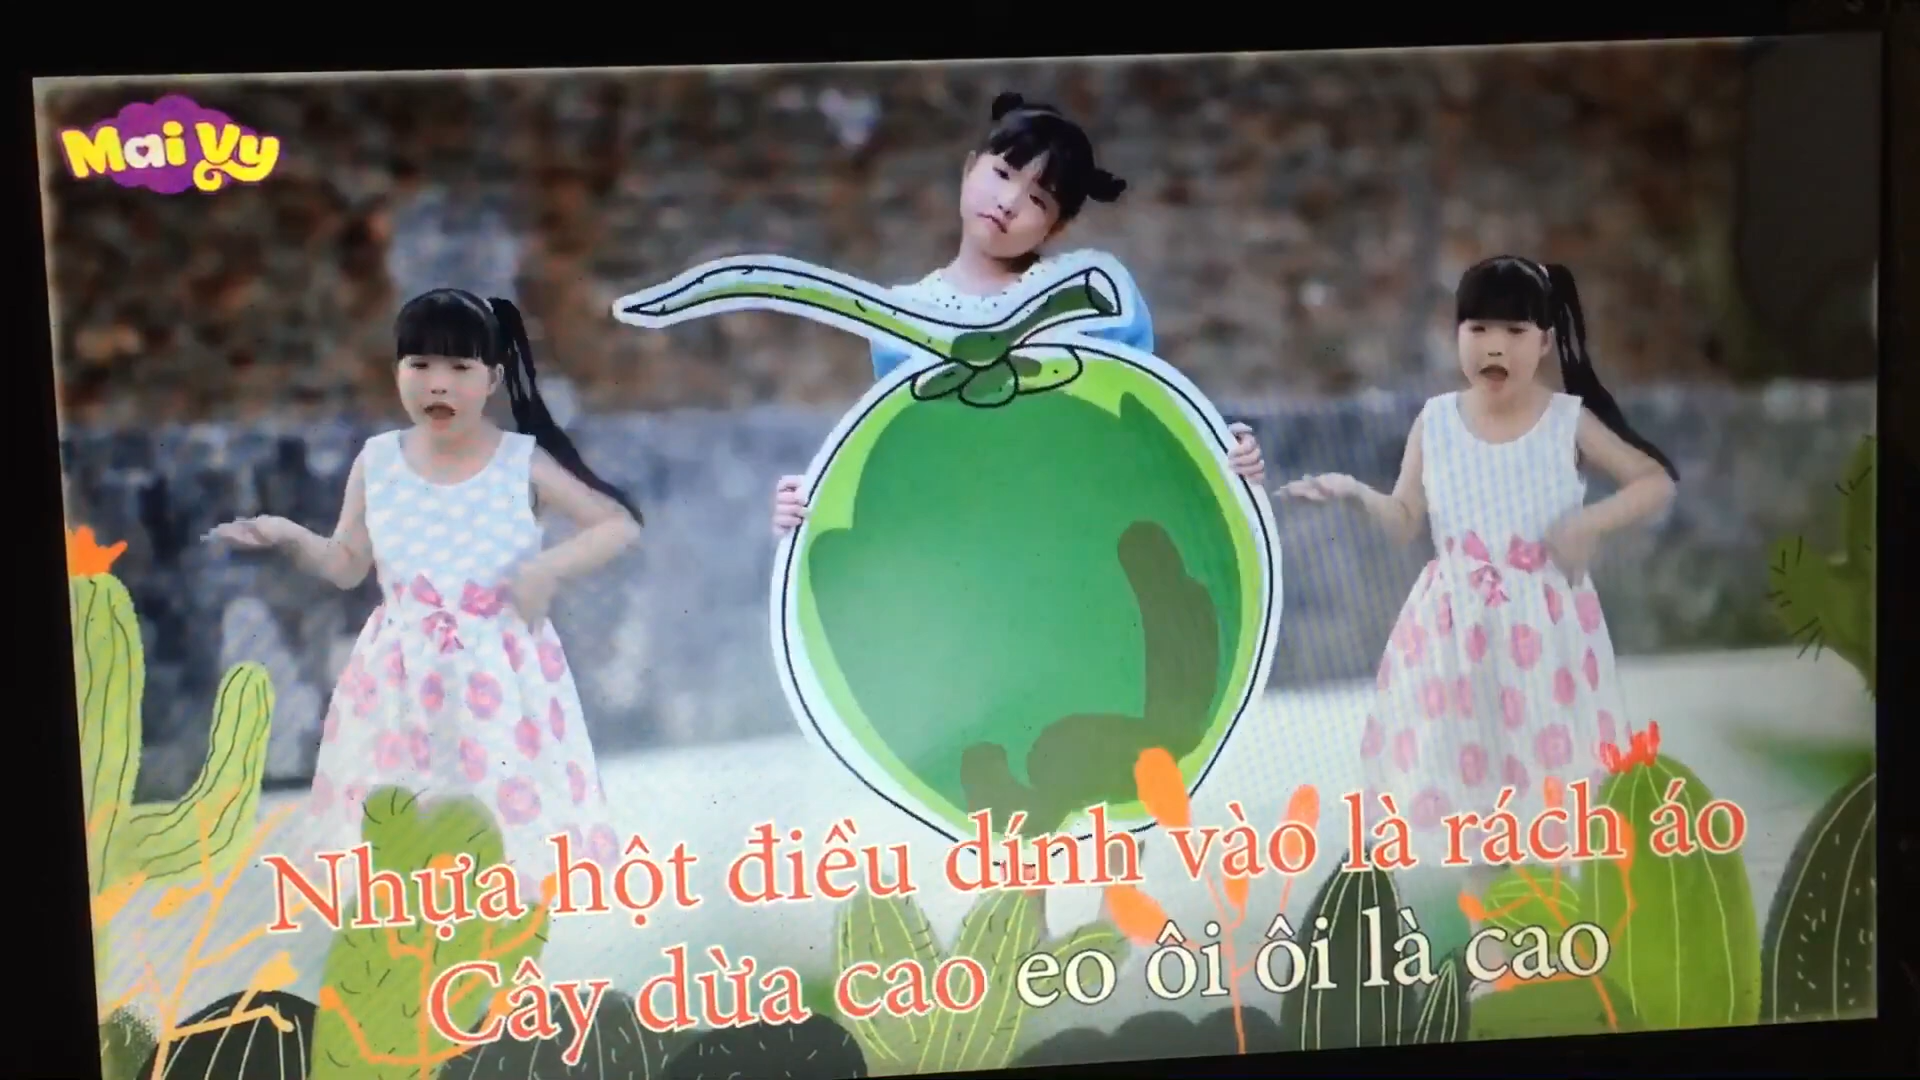 Mai Vy
Nhựa hột điều dính vào là rách áo
Cây dừa cao eo ôi ôi là cao